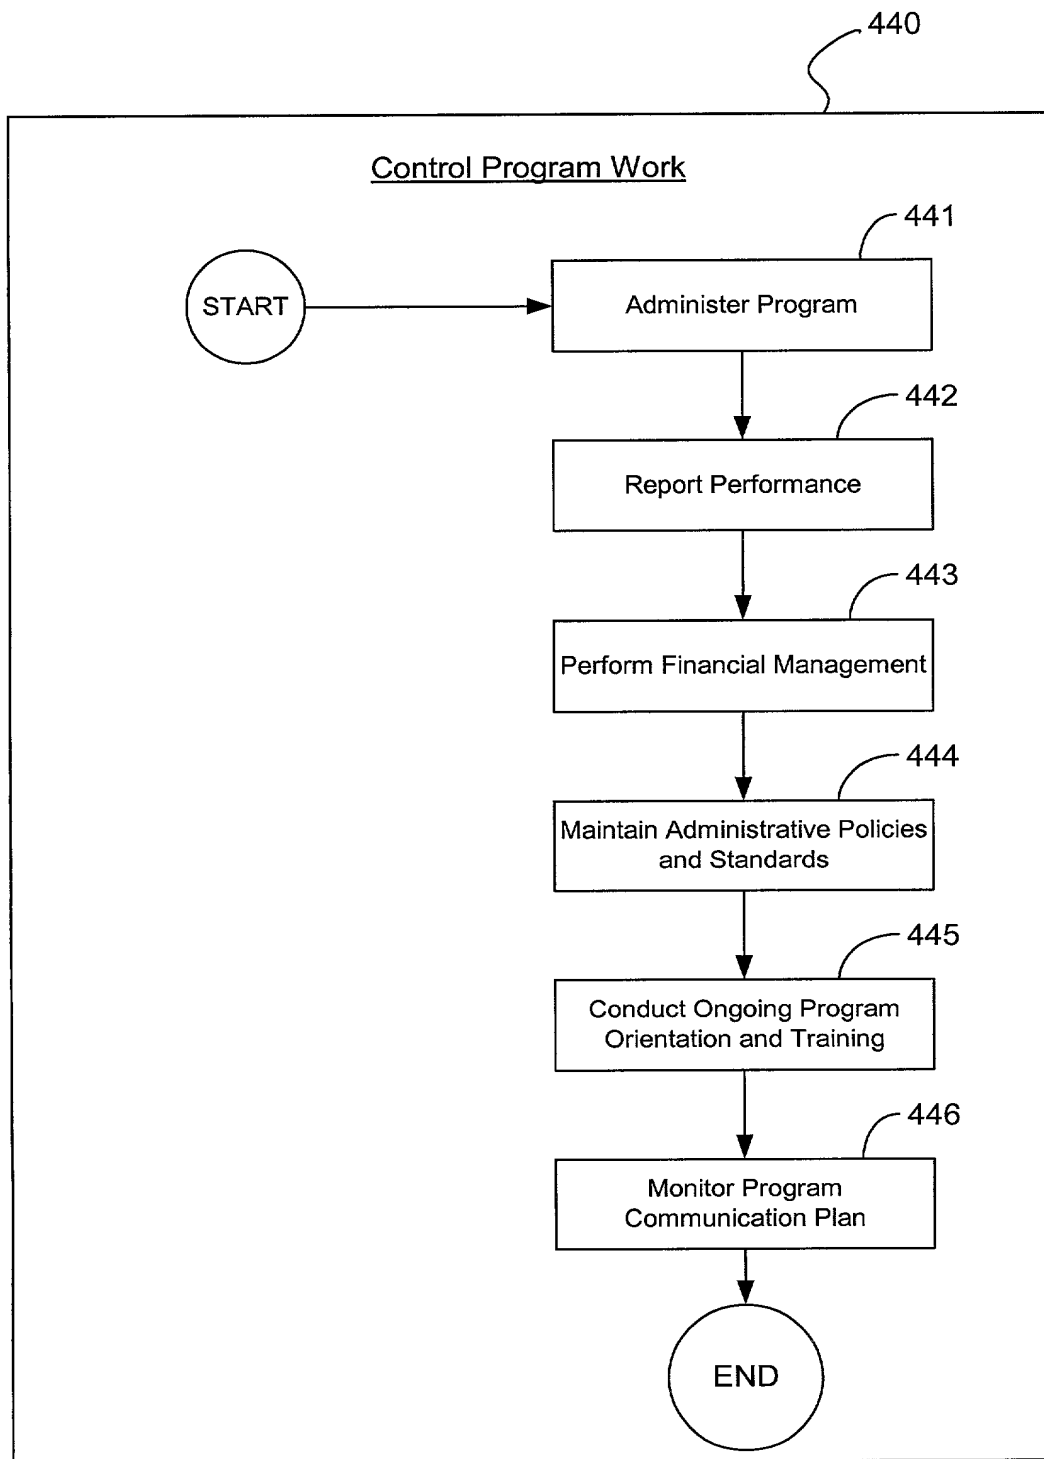 440
Control Program Work
441
START
Administer Program
442
Report Performance
443
Perform Financial Management
444
Maintain Administrative Policies
and Standards
445
Conduct Ongoing Program
Orientation and Training
446
Monitor Program
Communication Plan
END